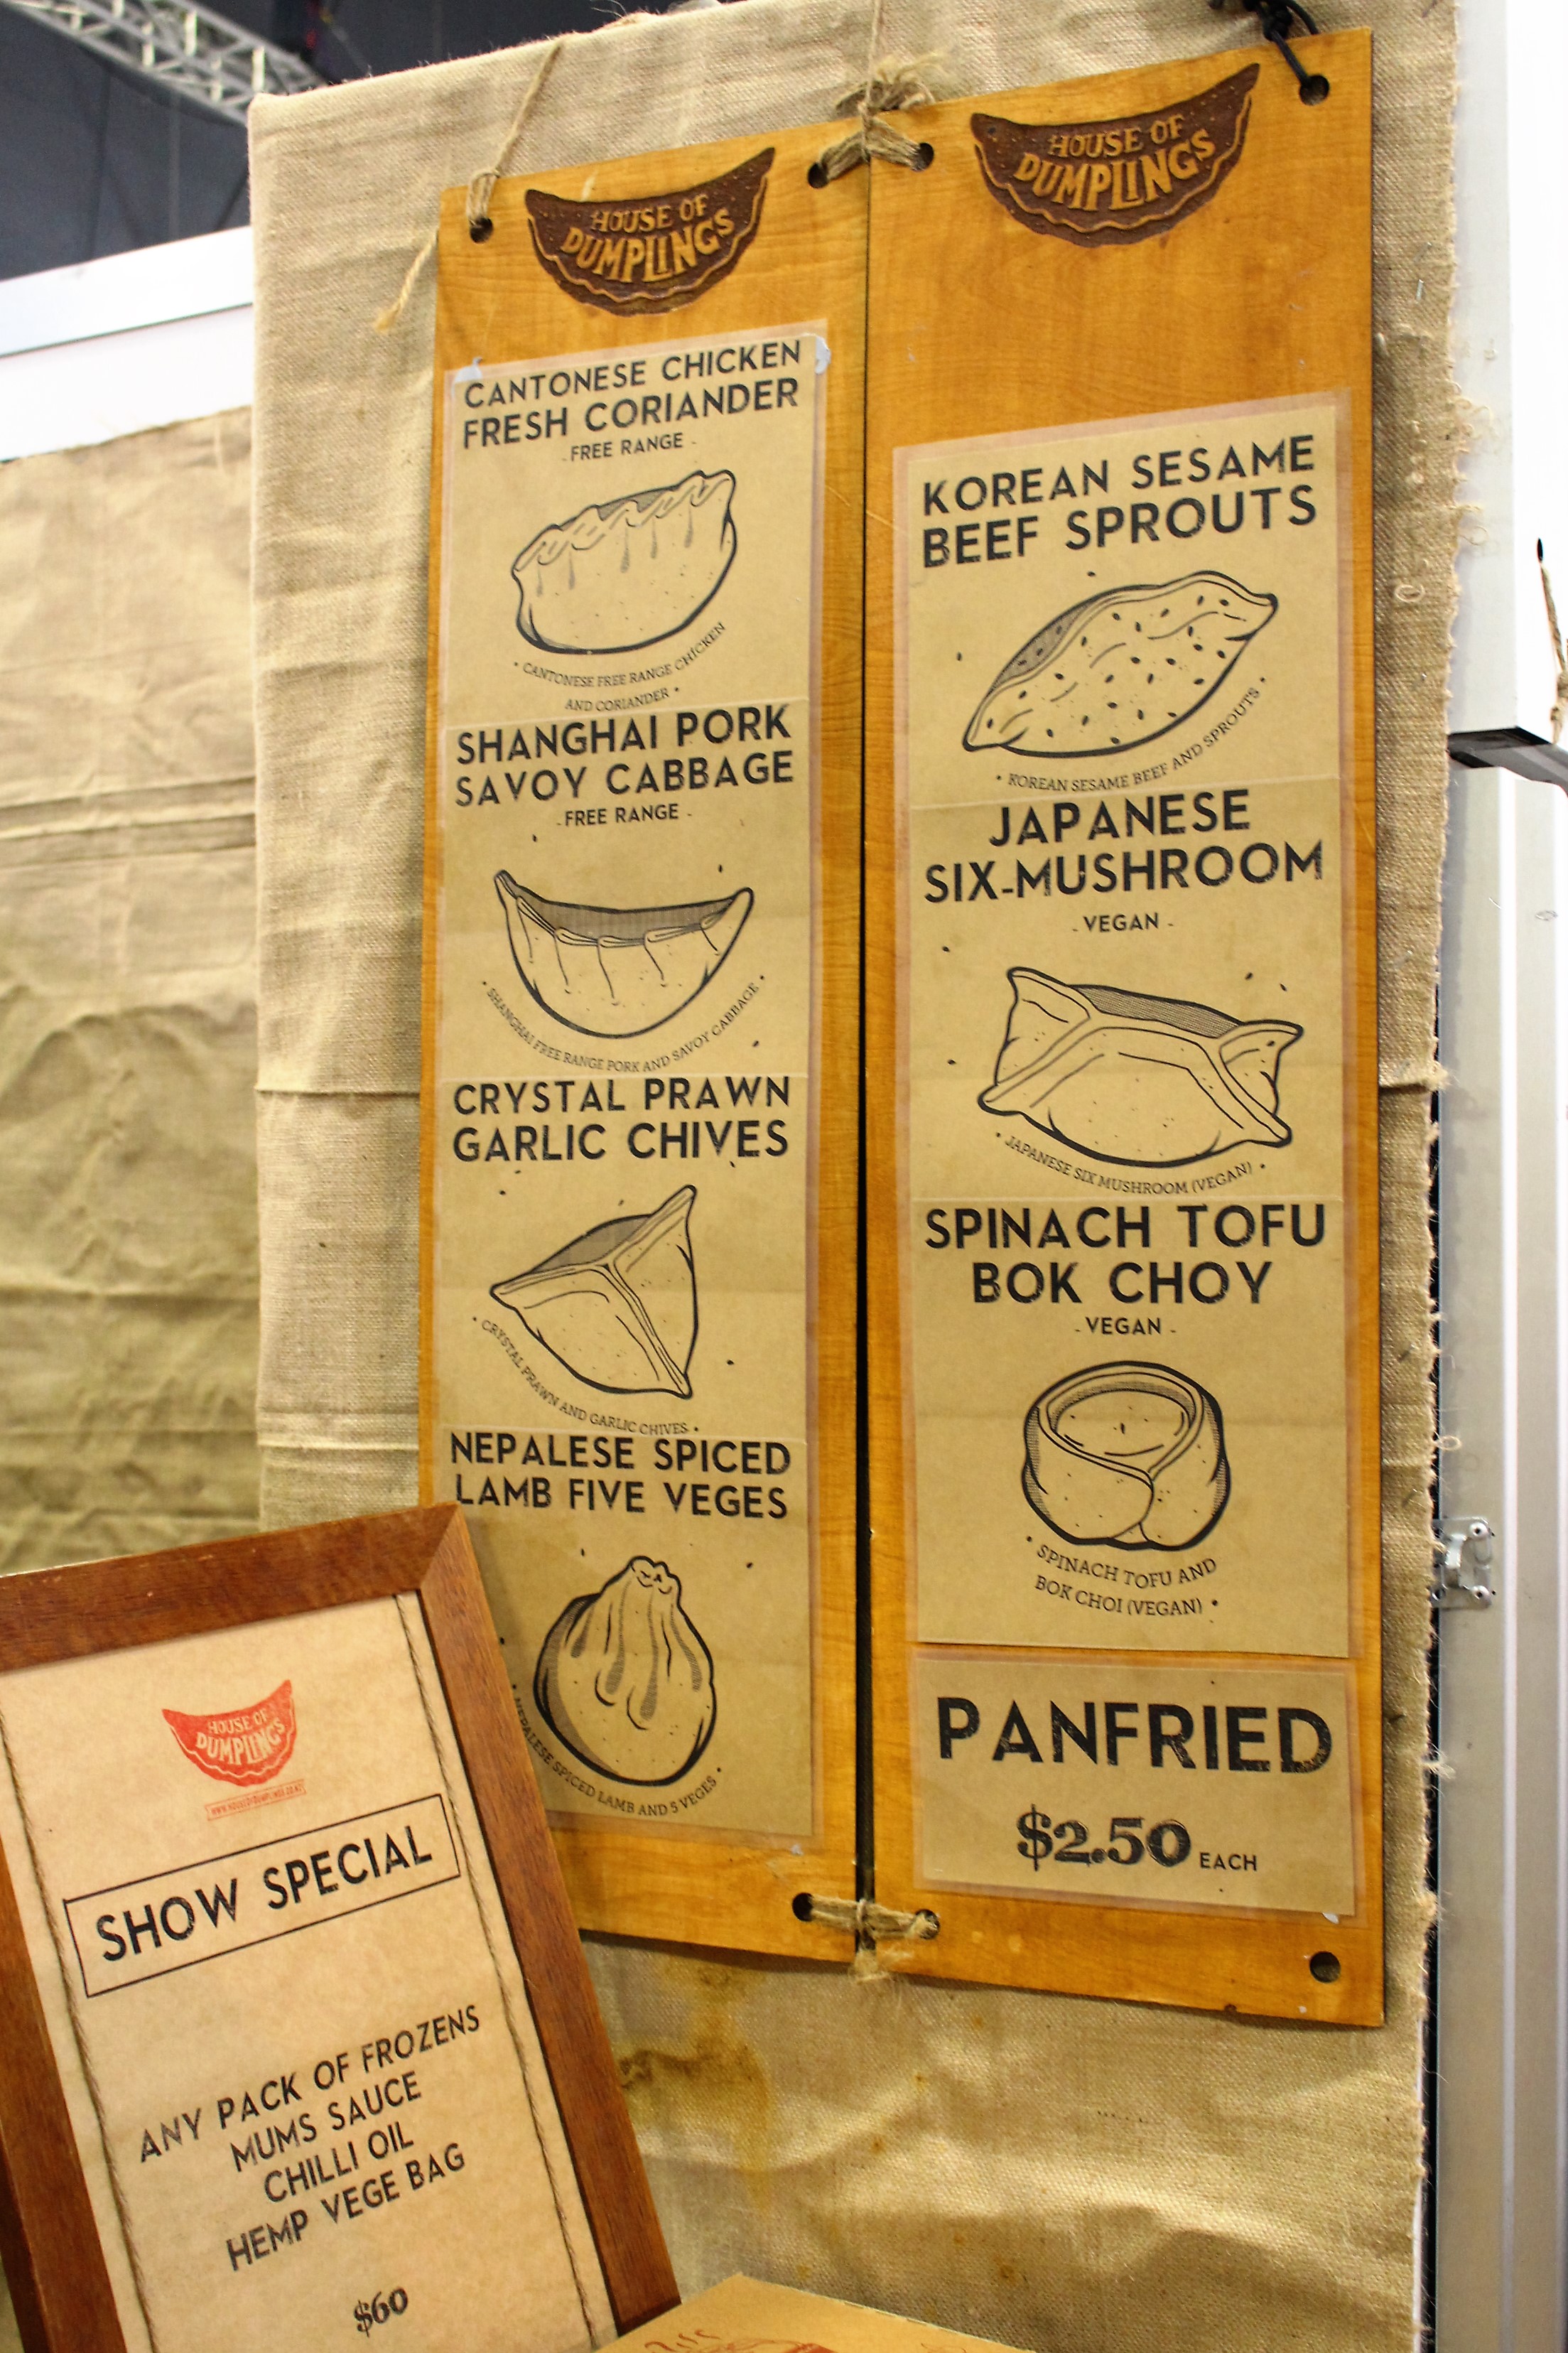 HOUSE OF
DUMPLINGS
CANTONESE CHICKEN
FRESH CORIANDER
- FREE RANGE -
• CANTONESE FREE RANGE CHICKEN
AND CORIANDER •
SHANGHAI PORK
SAVOY CABBAGE
- FREE RANGE -
• SHANGHAI FREE RANGE PORK AND SAVOY CABBAGE •
CRYSTAL PRAWN
GARLIC CHIVES
• CRYSTAL PRAWN AND GARLIC CHIVES •
NEPALESE SPICED
LAMB FIVE VEGES
• NEPALESE SPICED LAMB AND 5 VEGES •
HOUSE OF
DUMPLINGS
KOREAN SESAME
BEEF SPROUTS
• KOREAN SESAME BEEF AND SPROUTS •
JAPANESE
SIX-MUSHROOM
- VEGAN -
• JAPANESE SIX MUSHROOM (VEGAN) •
SPINACH TOFU
BOK CHOY
- VEGAN -
• SPINACH TOFU AND
BOK CHOI (VEGAN) •
PANFRIED
$2.50 EACH
HOUSE OF
DUMPLINGS
WWW.HOUSEOFDUMPLINGS.CO.NZ
SHOW SPECIAL
ANY PACK OF FROZENS
MUMS SAUCE
CHILLI OIL
HEMP VEGE BAG
$60